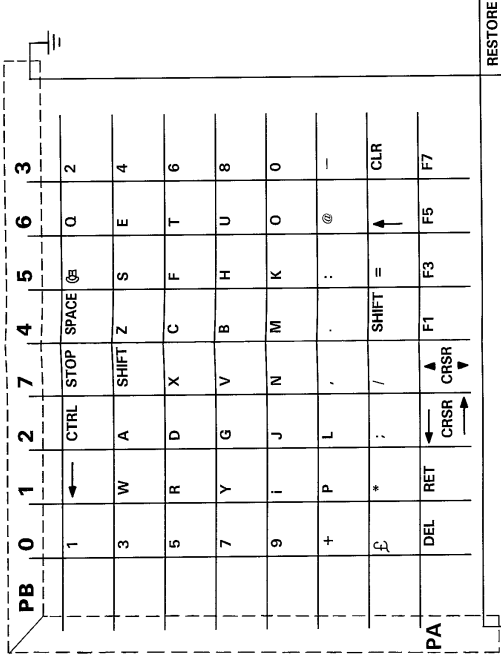 PB 0 1 2 7 4 5 6 3
1 ← CTRL STOP SPACE C= Q 2
3 W A SHIFT Z S E 4
5 R D X C F T 6
7 Y G V B H U 8
9 i J N M K O 0
+ P L , . : @ —
£ * ; / SHIFT = ↑ CLR
PA DEL RET CRSR CRSR F1 F3 F5 F7
RESTORE